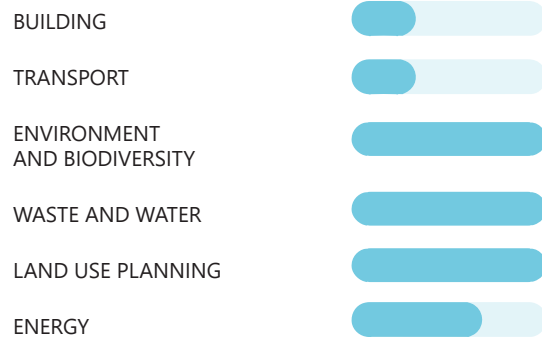 BUILDING
TRANSPORT
ENVIRONMENT
AND BIODIVERSITY
WASTE AND WATER
LAND USE PLANNING
ENERGY